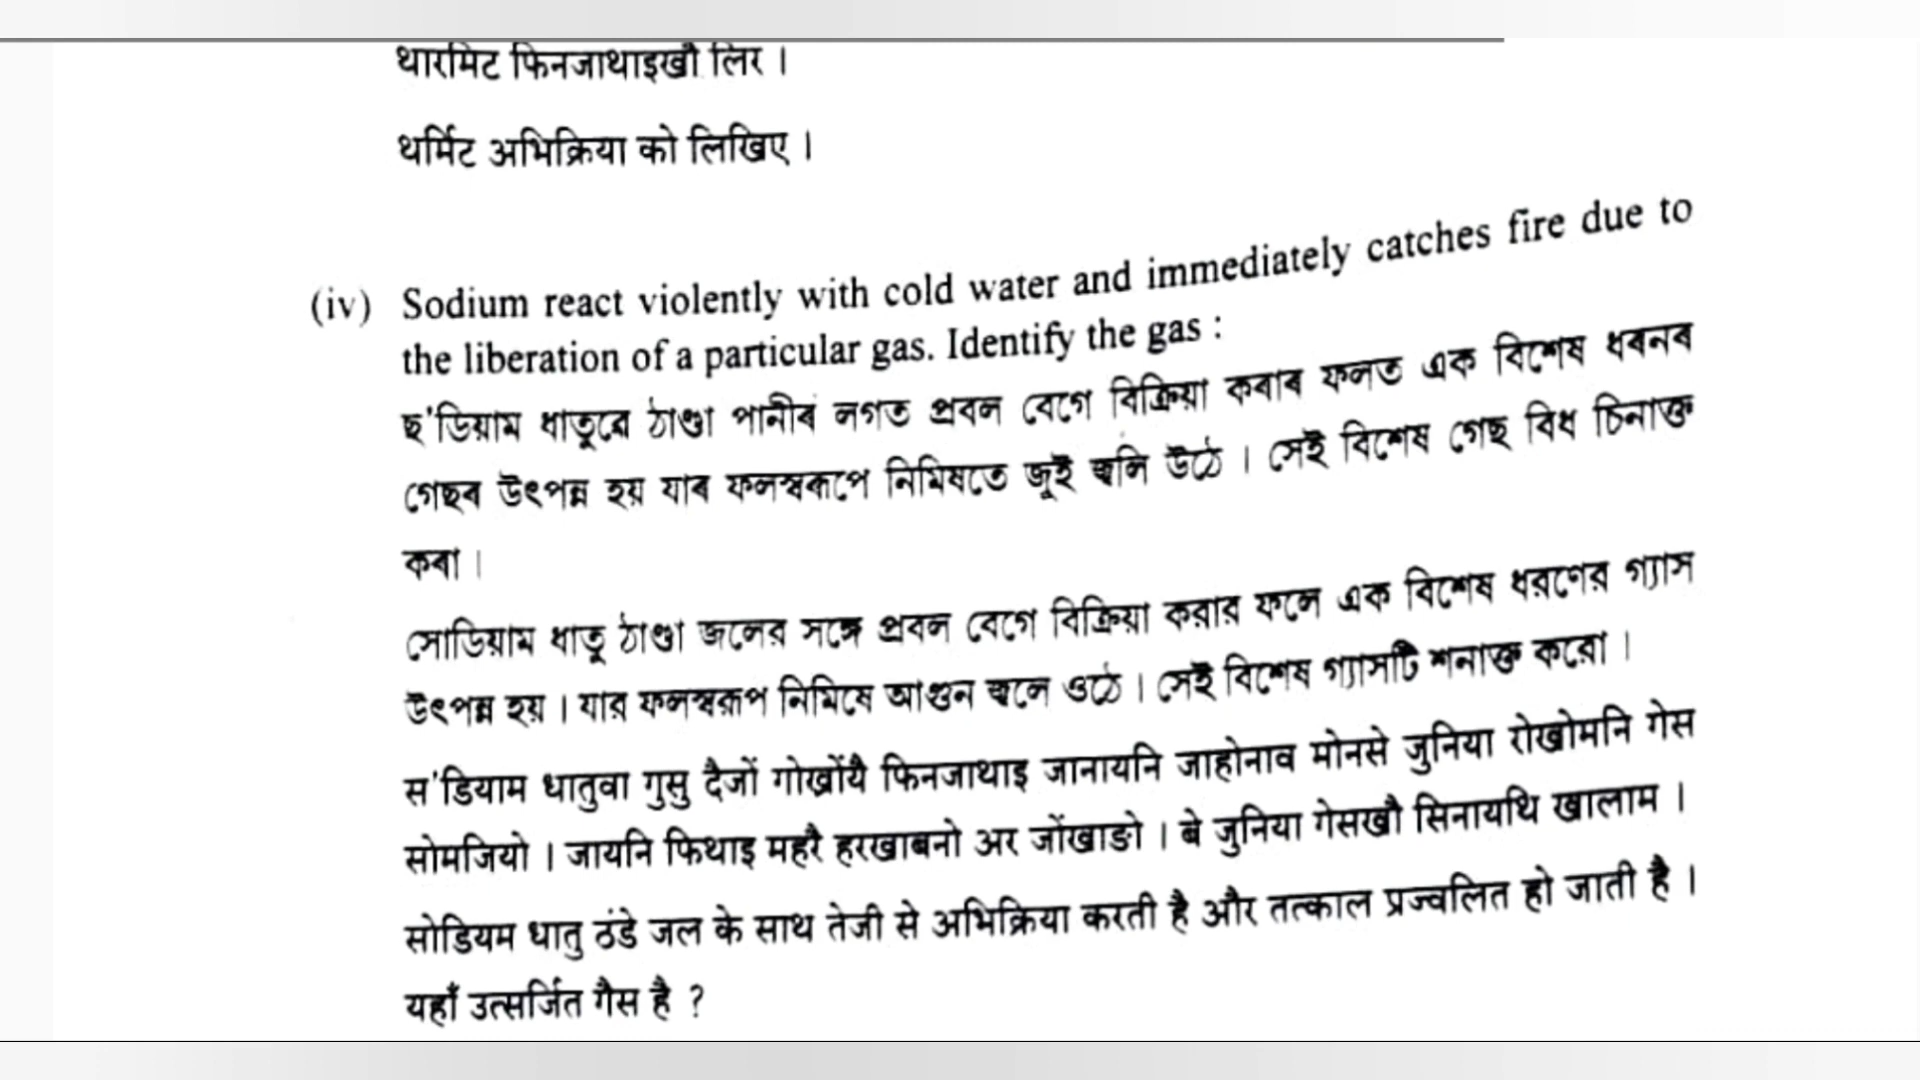 थारमिट फिनजाथाइखौ लिर ।
थर्मिट अभिक्रिया को लिखिए ।
(iv) Sodium react violently with cold water and immediately catches fire due to
the liberation of a particular gas. Identify the gas :
ছ'ডিয়াম ধাতুৱে ঠাণ্ডা পানীৰ লগত প্ৰবল বেগে বিক্ৰিয়া কৰাৰ ফলত এক বিশেষ ধৰনৰ
গেছৰ উৎপন্ন হয় যাৰ ফলস্বৰূপে নিমিষতে জুই জ্বলি উঠে । সেই বিশেষ গেছ বিধ চিনাক্ত
কৰা ।
সোডিয়াম ধাতু ঠাণ্ডা জলের সঙ্গে প্রবল বেগে বিক্রিয়া করার ফলে এক বিশেষ ধরণের গ্যাস
উৎপন্ন হয় । যার ফলস্বরূপ নিমিষে আগুন জ্বলে ওঠে । সেই বিশেষ গ্যাসটি শনাক্ত করো ।
स'डियाम धातुवा गुसु दैजों गोख्रोंयै फिनजाथाइ जानायनि जाहोनाव मोनसे जुनिया रोखोमनि गेस
सोमजियो । जायनि फिथाइ महरै हरखाबनो अर जोंखाङो । बे जुनिया गेसखौ सिनायथि खालाम ।
सोडियम धातु ठंडे जल के साथ तेजी से अभिक्रिया करती है और तत्काल प्रज्वलित हो जाती है ।
यहाँ उत्सर्जित गैस है ?